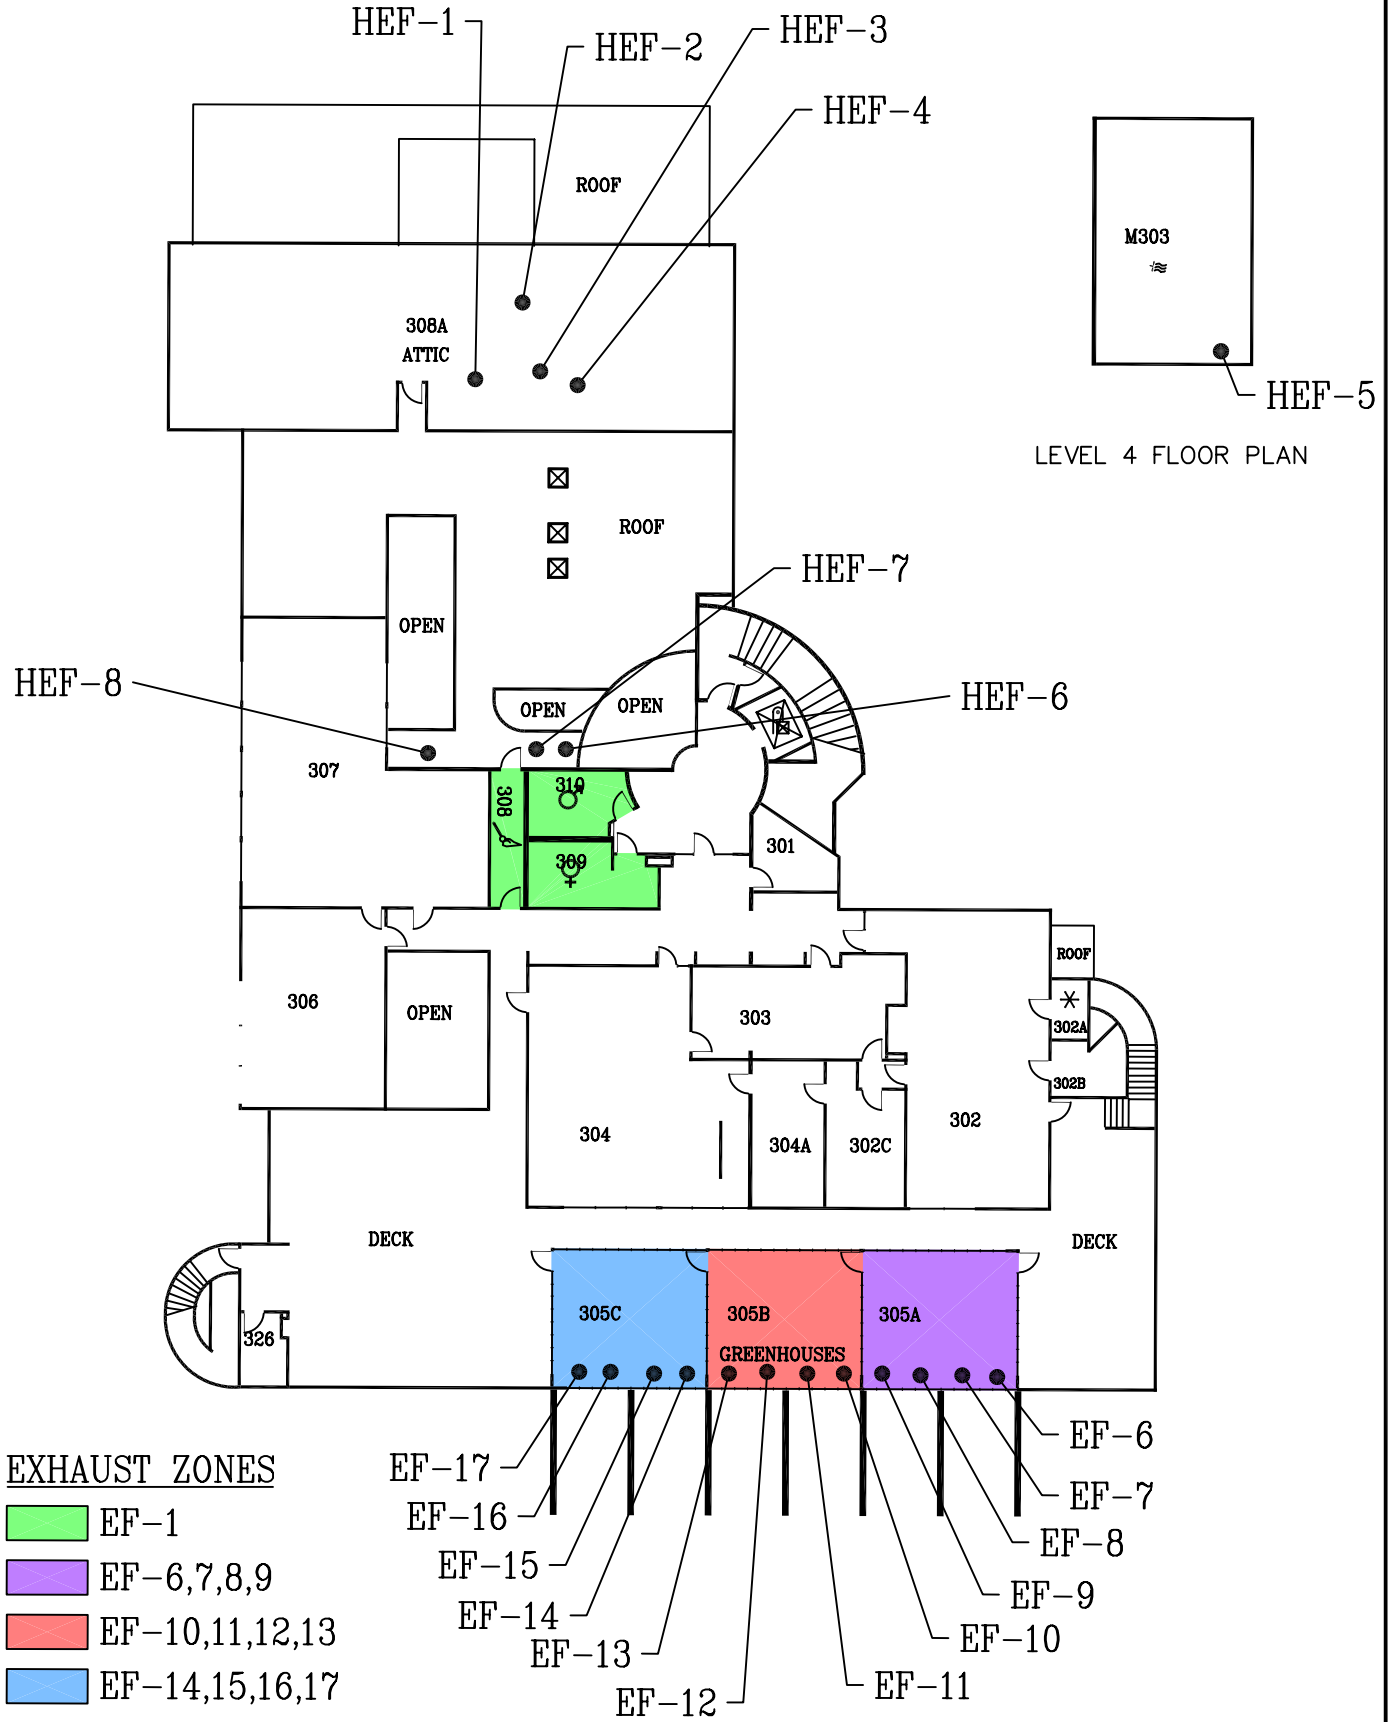 HEF-1
HEF-2
HEF-3
HEF-4
ROOF
M303
308A
ATTIC
HEF-5
LEVEL 4 FLOOR PLAN
ROOF
HEF-7
OPEN
HEF-8
HEF-6
OPEN
OPEN
307
310
308
301
309
ROOF
306
OPEN
303
302A
302B
304
304A
302C
302
DECK
DECK
305C
305B
305A
326
GREENHOUSES
EF-6
EF-17
EF-7
EF-16
EF-8
EF-15
EF-9
EF-14
EF-10
EF-13
EF-11
EF-12
EXHAUST ZONES
EF-1
EF-6,7,8,9
EF-10,11,12,13
EF-14,15,16,17